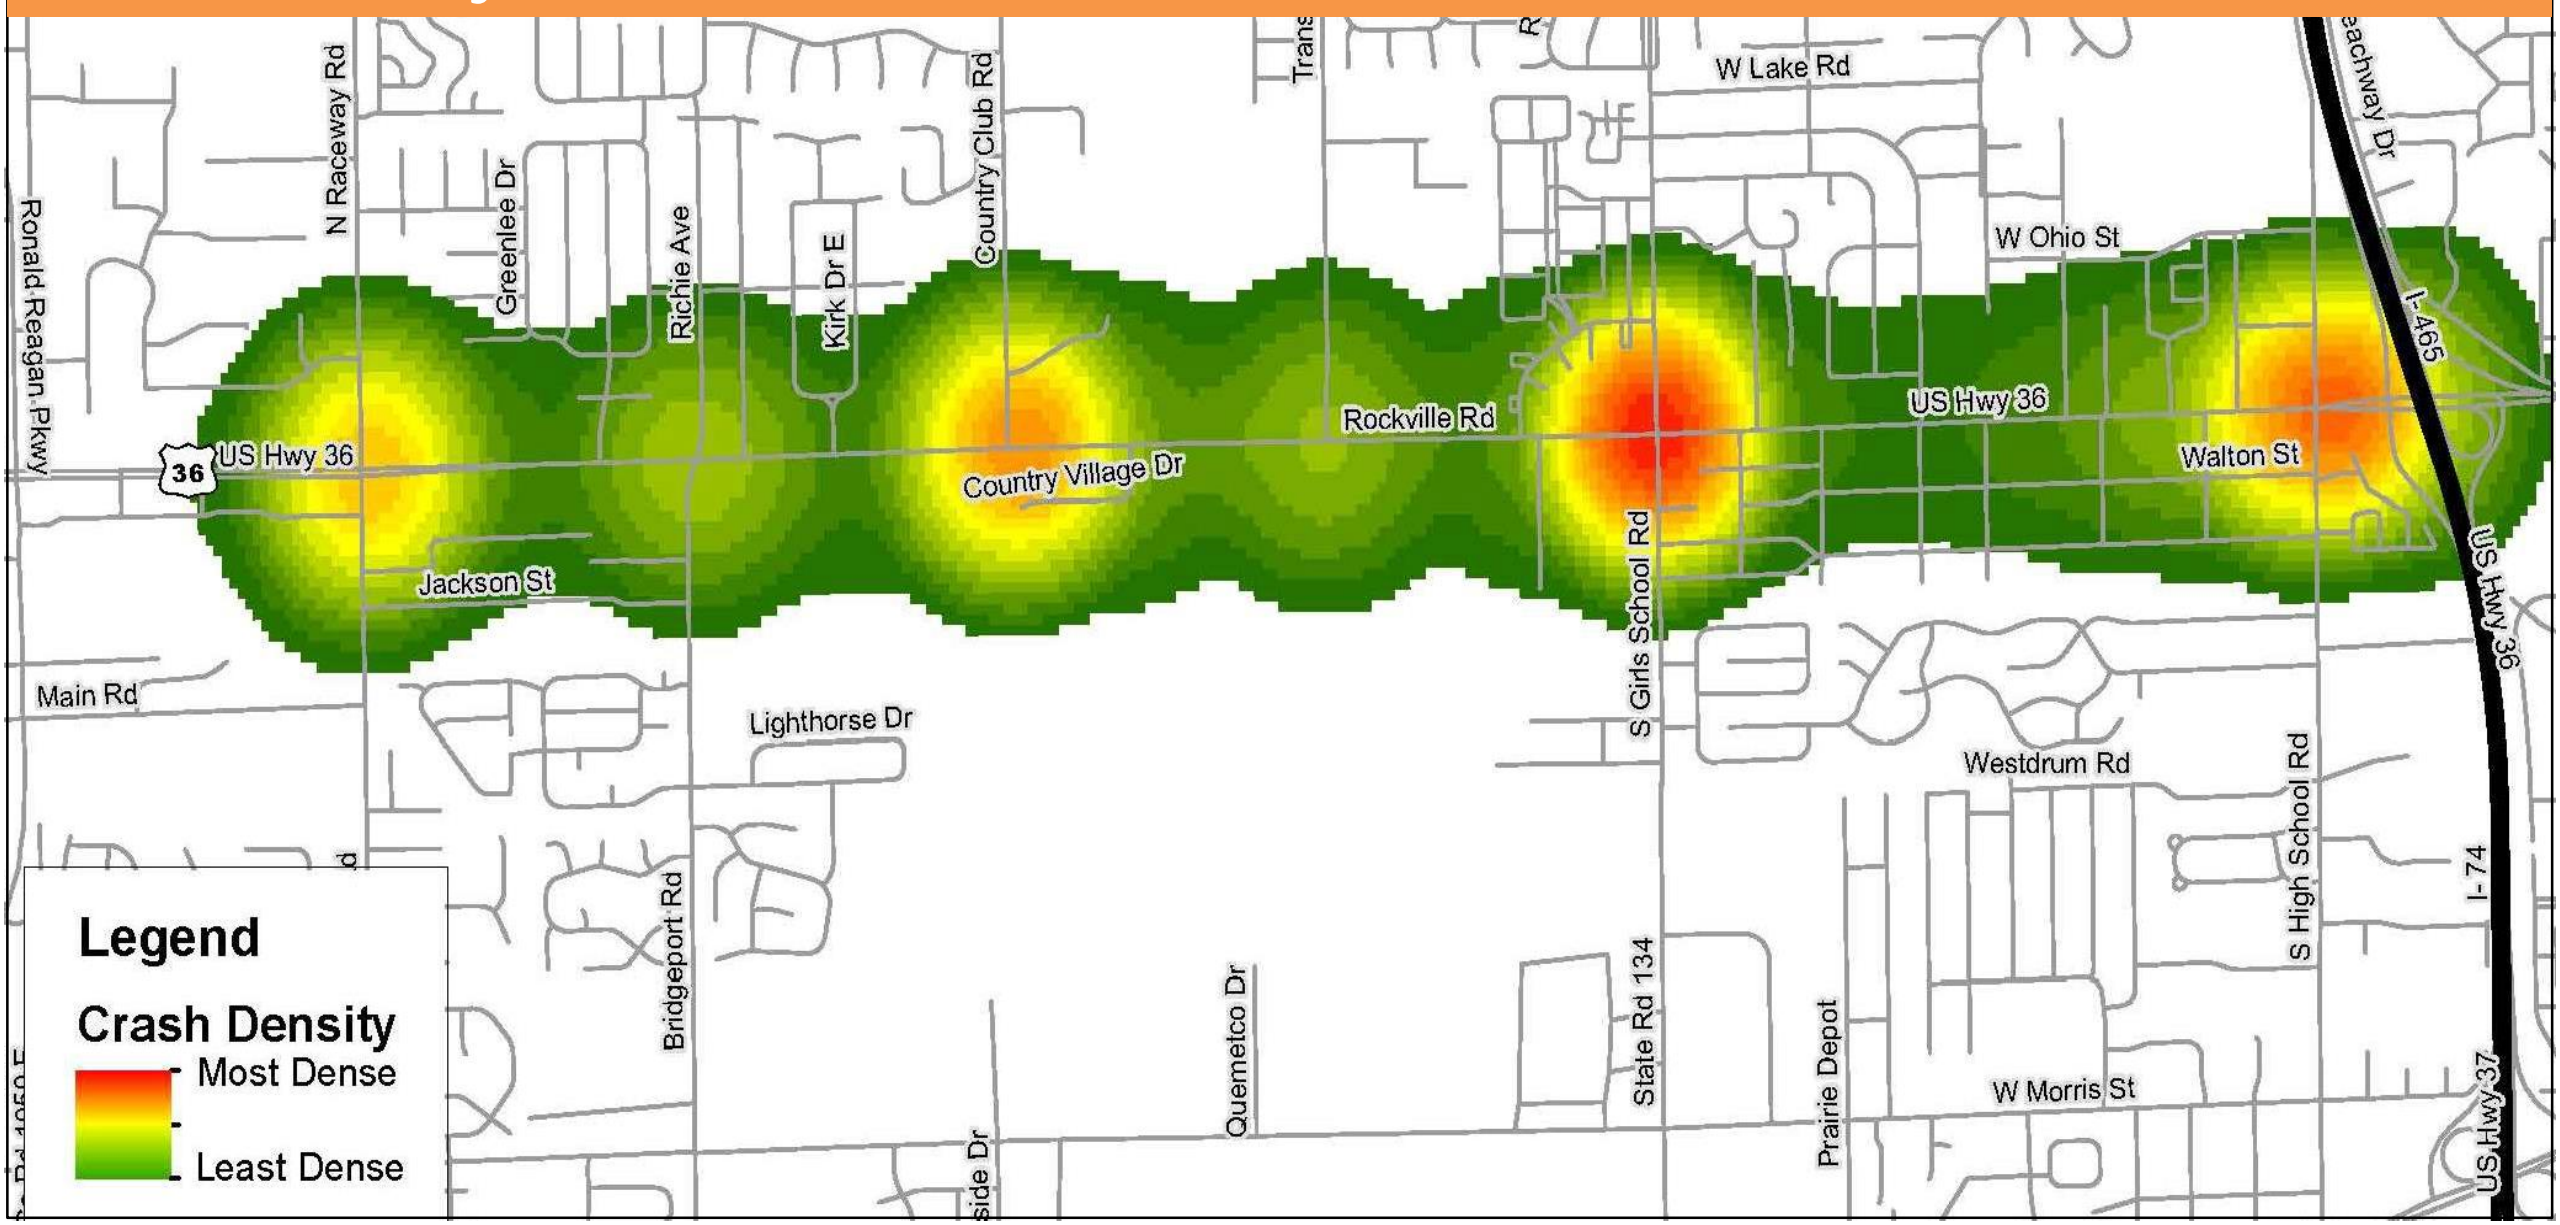 N Raceway Rd
Country Club Rd
W Lake Rd
Greenlee Dr
Richie Ave
Kirk Dr E
Ronald Reagan Pkwy
W Ohio St
I-465
US Hwy 36
36
Rockville Rd
US Hwy 36
Walton St
Country Village Dr
Jackson St
S Girls School Rd
US Hwy 36
Main Rd
Lighthorse Dr
Westdrum Rd
S High School Rd
I-74
Bridgeport Rd
Quemetco Dr
State Rd 134
Prairie Depot
W Morris St
US Hwy 37
side Dr
Legend
Crash Density
Most Dense
Least Dense